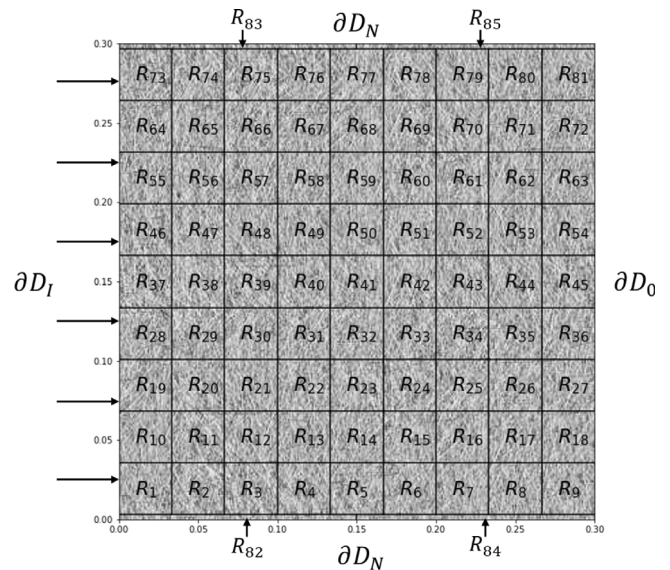 R₈₃ ∂D_N R₈₅
0.30
R₇₃ R₇₄ R₇₅ R₇₆ R₇₇ R₇₈ R₇₉ R₈₀ R₈₁
0.25
R₆₄ R₆₅ R₆₆ R₆₇ R₆₈ R₆₉ R₇₀ R₇₁ R₇₂
R₅₅ R₅₆ R₅₇ R₅₈ R₅₉ R₆₀ R₆₁ R₆₂ R₆₃
0.20
R₄₆ R₄₇ R₄₈ R₄₉ R₅₀ R₅₁ R₅₂ R₅₃ R₅₄
∂D_I 0.15 R₃₇ R₃₈ R₃₉ R₄₀ R₄₁ R₄₂ R₄₃ R₄₄ R₄₅ ∂D₀
R₂₈ R₂₉ R₃₀ R₃₁ R₃₂ R₃₃ R₃₄ R₃₅ R₃₆
0.10
R₁₉ R₂₀ R₂₁ R₂₂ R₂₃ R₂₄ R₂₅ R₂₆ R₂₇
0.05 R₁₀ R₁₁ R₁₂ R₁₃ R₁₄ R₁₅ R₁₆ R₁₇ R₁₈
R₁ R₂ R₃ R₄ R₅ R₆ R₇ R₈ R₉
0.00
0.00 0.05 0.10 0.15 0.20 0.25 0.30
R₈₂ ∂D_N R₈₄